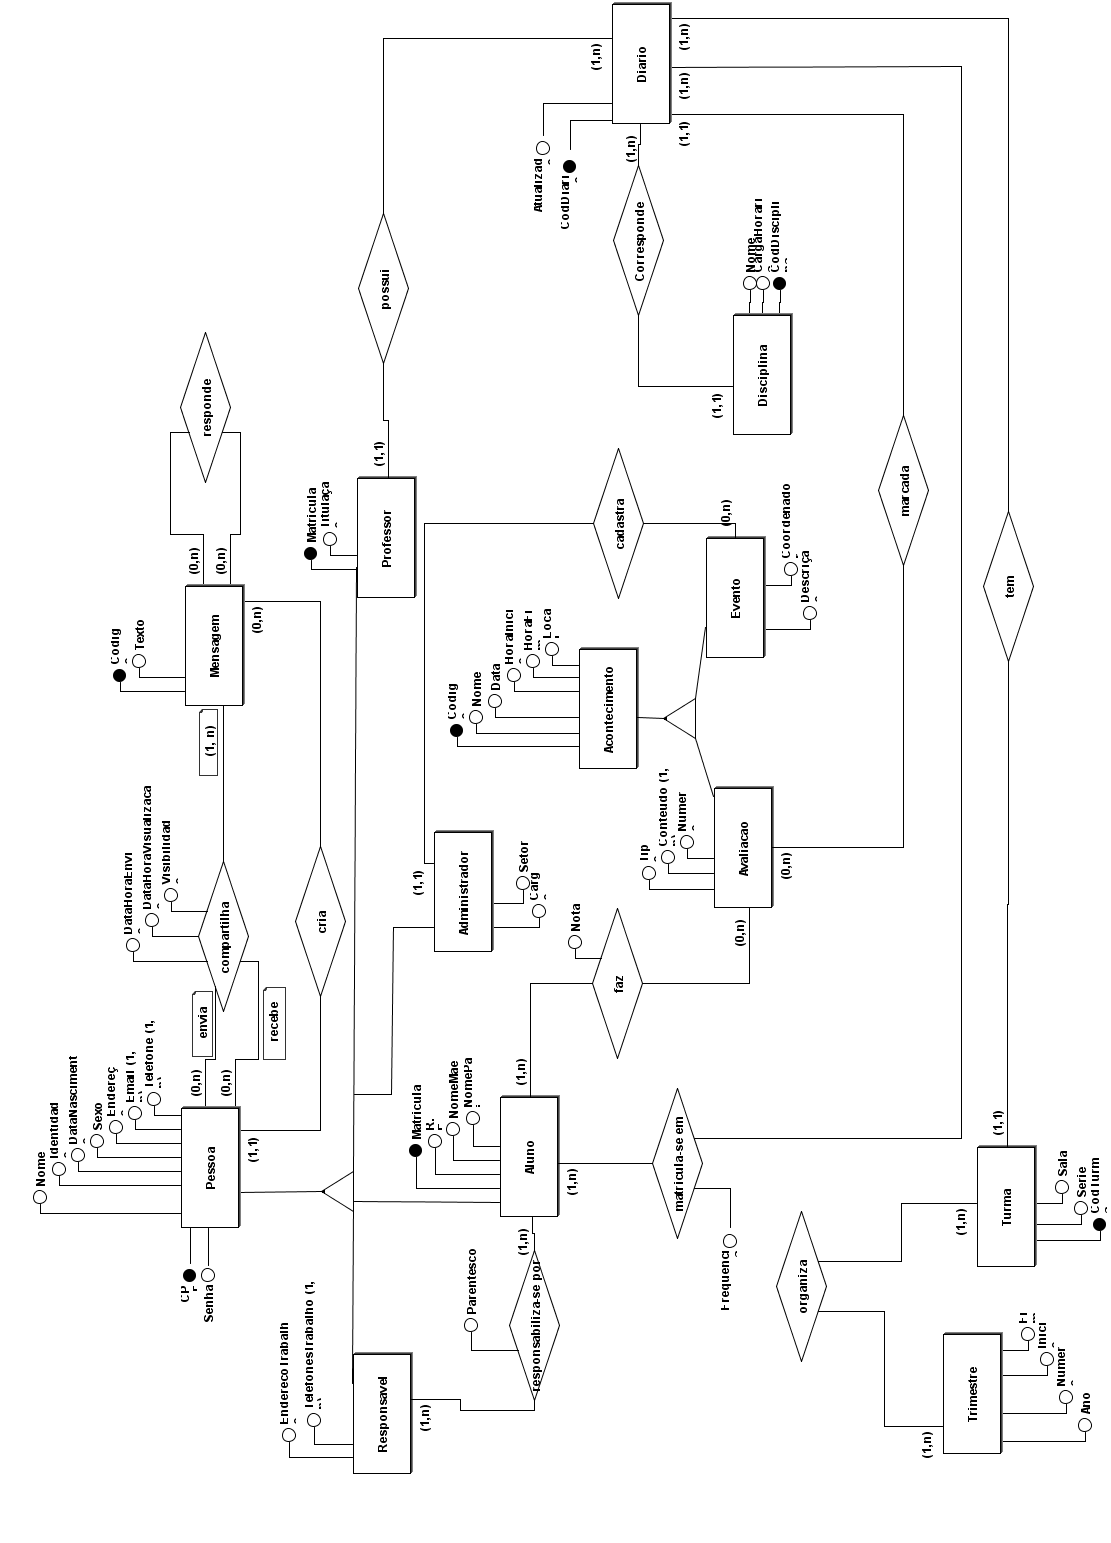 Diario
(1,n)
(1,n)
(1,n)
(1,1)
(1,n)
Atualizad
CodDiari
Corresponde
possui
Nome
CargaHorari
CodDiscipli
Disciplina
(1,1)
responde
(0,n)
(0,n)
(1,1)
Matricula
Titulaça
Professor
cadastra
(0,n)
marcada
Coordenado
Descriça
Evento
tem
Codig
Texto
Mensagem
(0,n)
(1, n)
Codig
Nome
Data
HoraInici
HoraFi
Loca
Acontecimento
DataHoraEnvi
DataHoraVisualizaca
Visibilidad
compartilha
cria
Tip
Conteudo (1,
Numer
Avaliacao
(0,n)
(0,n)
(1,1)
Administrador
Setor
Carg
Nota
faz
envia
recebe
(0,n)
(0,n)
(1,1)
Nome
Identidad
DataNasciment
Sexo
Endereç
Email (1,
Telefone (1,
Pessoa
CP
Senha
(1,n)
Matricula
R.
NomeMae
NomePa
Aluno
(1,n)
(1,n)
matricula-se em
Frequenci
(1,1)
Turma
Sala
Serie
CodTurm
(1,n)
organiza
Parentesco
responsabiliza-se por
EnderecoTrabalh
TelefonesTrabalho (1,
Responsavel
(1,n)
Trimestre
Fi
Inici
Numer
Ano
(1,n)